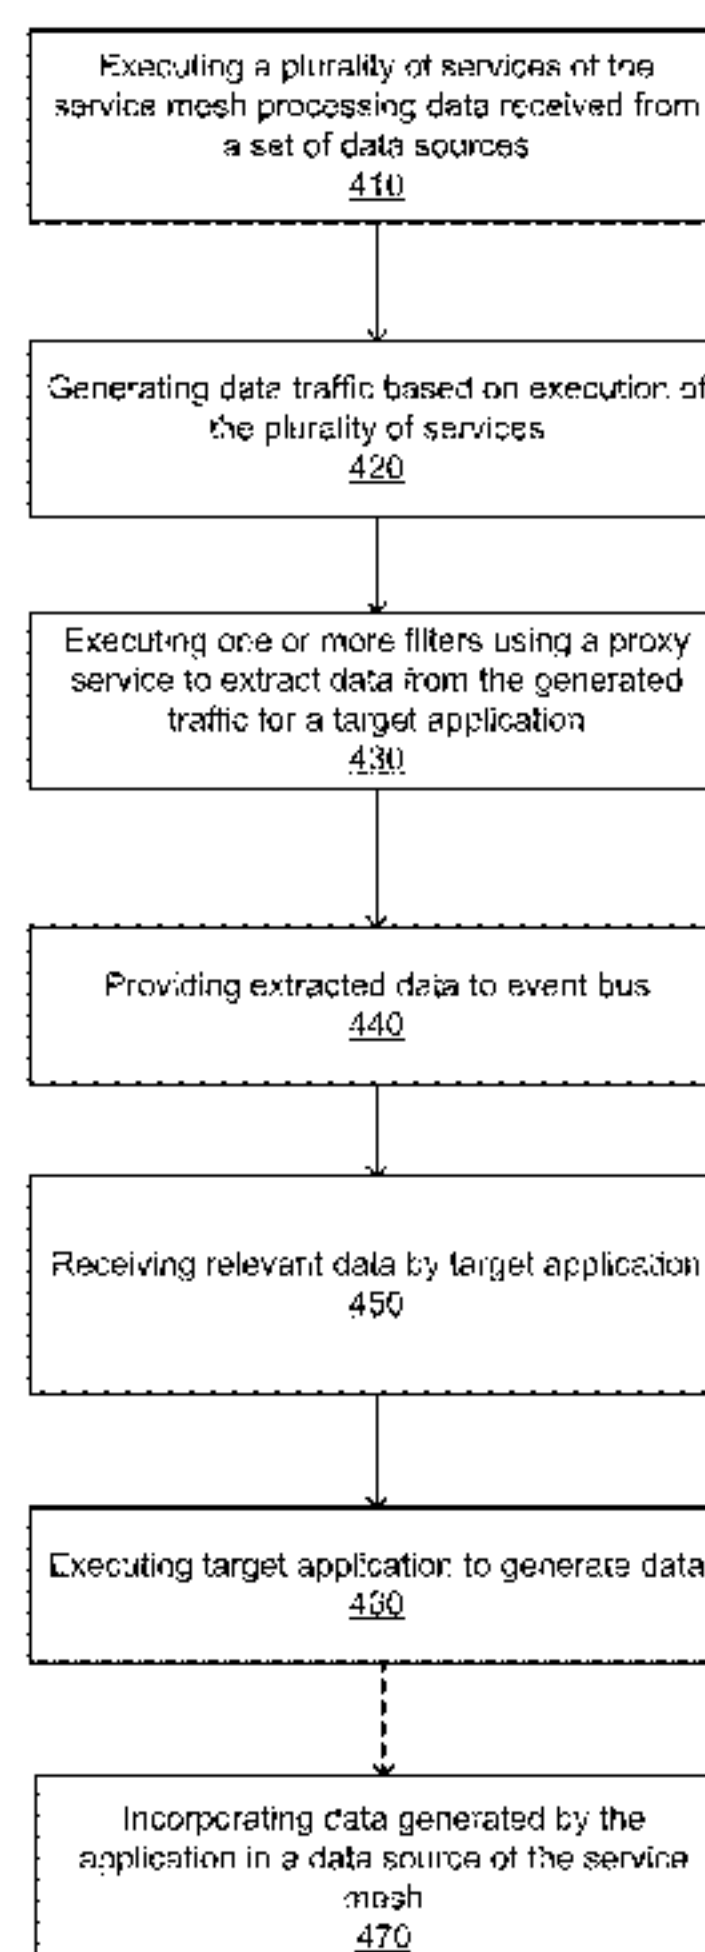 Executing a plurality of services of the
service mesh processing data received from
a set of data sources
410
Generating data traffic based on execution of
the plurality of services
420
Executing one or more filters using a proxy
service to extract data from the generated
traffic for a target application
430
Providing extracted data to event bus
440
Receiving relevant data by target application
450
Executing target application to generate data
460
Incorporating data generated by the
application in a data source of the service
mesh
470